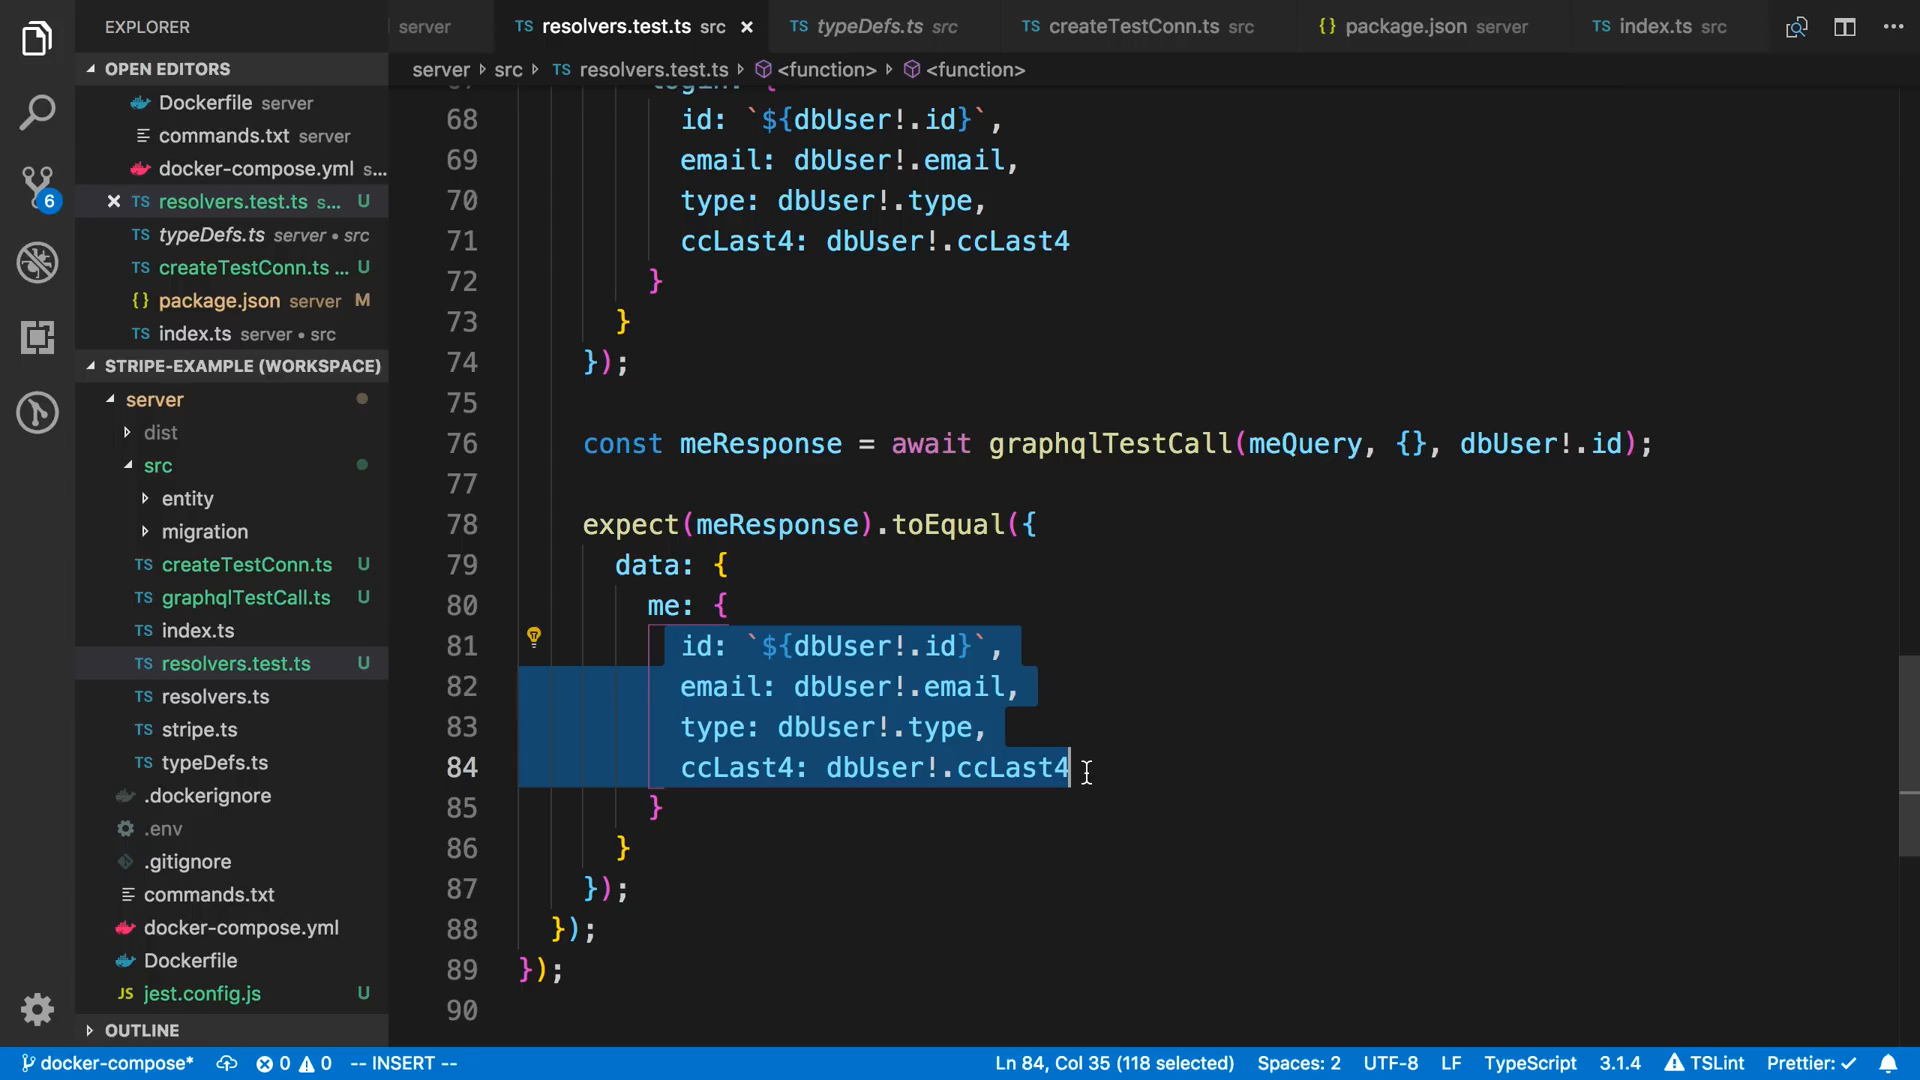 EXPLORER
server
TS resolvers.test.ts src
TS typeDefs.ts src
TS createTestConn.ts src
{} package.json server
TS index.ts src
OPEN EDITORS
Dockerfile server
commands.txt server
docker-compose.yml s...
TS resolvers.test.ts s... U
TS typeDefs.ts server • src
TS createTestConn.ts ... U
{} package.json server M
TS index.ts server • src
STRIPE-EXAMPLE (WORKSPACE)
server
dist
src
entity
migration
TS createTestConn.ts U
TS graphqlTestCall.ts U
TS index.ts
TS resolvers.test.ts U
TS resolvers.ts
TS stripe.ts
TS typeDefs.ts
.dockerignore
.env
.gitignore
commands.txt
docker-compose.yml
Dockerfile
JS jest.config.js U
OUTLINE
6
server › src › TS resolvers.test.ts › <function> › <function>
68 id: `${dbUser!.id}`,
69 email: dbUser!.email,
70 type: dbUser!.type,
71 ccLast4: dbUser!.ccLast4
72 }
73 }
74 });
75
76 const meResponse = await graphqlTestCall(meQuery, {}, dbUser!.id);
77
78 expect(meResponse).toEqual({
79 data: {
80 me: {
81 id: `${dbUser!.id}`,
82 email: dbUser!.email,
83 type: dbUser!.type,
84 ccLast4: dbUser!.ccLast4
85 }
86 }
87 });
88 });
89 });
90
docker-compose* 0 0 -- INSERT -- Ln 84, Col 35 (118 selected) Spaces: 2 UTF-8 LF TypeScript 3.1.4 TSLint Prettier: ✓